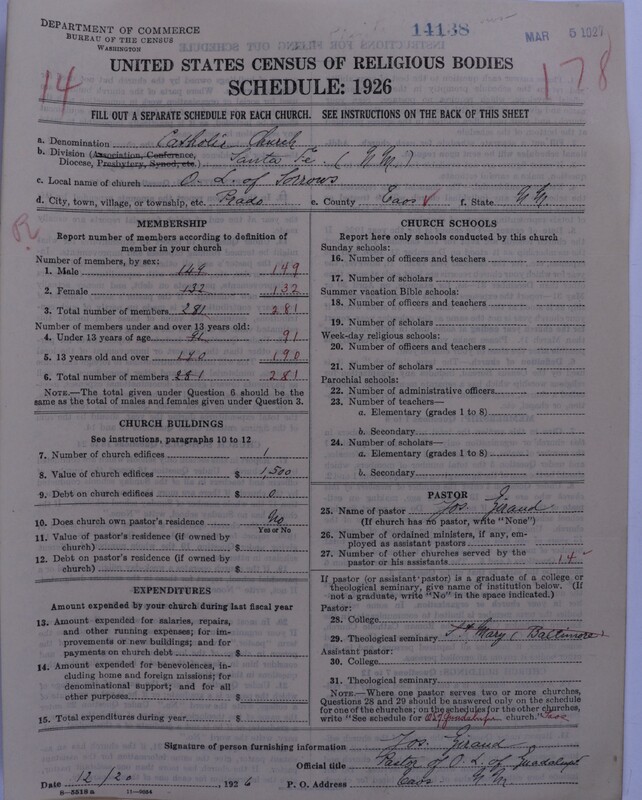 DEPARTMENT OF COMMERCE
BUREAU OF THE CENSUS
WASHINGTON
14138
MAR 5 1927
14
178
UNITED STATES CENSUS OF RELIGIOUS BODIES
SCHEDULE: 1926
FILL OUT A SEPARATE SCHEDULE FOR EACH CHURCH. SEE INSTRUCTIONS ON THE BACK OF THIS SHEET
a. Denomination Catholic Church
b. Division (Association, Conference, Diocese, Presbytery, Synod, etc.) Santa Fe (N M.)
c. Local name of church O. L. of Sorrows
d. City, town, village, or township, etc. Prado e. County Taos f. State N M.
R
MEMBERSHIP
Report number of members according to definition of
member in your church
Number of members, by sex:
1. Male 149 149
2. Female 132 132
3. Total number of members 281 281
Number of members under and over 13 years old:
4. Under 13 years of age 91 91
5. 13 years old and over 190 190
6. Total number of members 281 281
NOTE.—The total given under Question 6 should be
the same as the total of males and females given under Question 3.
CHURCH BUILDINGS
See instructions, paragraphs 10 to 12
7. Number of church edifices 1
8. Value of church edifices $ 1,500
9. Debt on church edifices $ 0
10. Does church own pastor's residence No
Yes or No
11. Value of pastor's residence (if owned by
church) $
12. Debt on pastor's residence (if owned by
church) $
EXPENDITURES
Amount expended by your church during last fiscal year
13. Amount expended for salaries, repairs,
and other running expenses; for im-
provements or new buildings; and for
payments on church debt $
14. Amount expended for benevolences, in-
cluding home and foreign missions; for
denominational support; and for all
other purposes $
15. Total expenditures during year $
CHURCH SCHOOLS
Report here only schools conducted by this church
Sunday schools:
16. Number of officers and teachers
17. Number of scholars
Summer vacation Bible schools:
18. Number of officers and teachers
19. Number of scholars
Week-day religious schools:
20. Number of officers and teachers
21. Number of scholars
Parochial schools:
22. Number of administrative officers
23. Number of teachers—
a. Elementary (grades 1 to 8)
b. Secondary
24. Number of scholars—
a. Elementary (grades 1 to 8)
b. Secondary
PASTOR
25. Name of pastor Jos. Giraud
(If church has no pastor, write "None")
26. Number of ordained ministers, if any, em-
ployed as assistant pastors
27. Number of other churches served by the
pastor or his assistants 14
If pastor (or assistant pastor) is a graduate of a college or
theological seminary, give name of institution below. (If
not a graduate, write "No" in the space indicated.)
Pastor:
28. College
29. Theological seminary St Mary (Baltimore)
Assistant pastor:
30. College
31. Theological seminary
NOTE.—Where one pastor serves two or more churches,
Questions 28 and 29 should be answered only on the schedule
for one of the churches; on the schedules for the other churches,
write "See schedule for O L of Guadalupe church." Taos
Signature of person furnishing information Jos. Giraud
Official title Pastor of O. L. of Guadalupe
Date 12/20, 1926 P. O. Address Taos N M.
8-5518a 11-9084